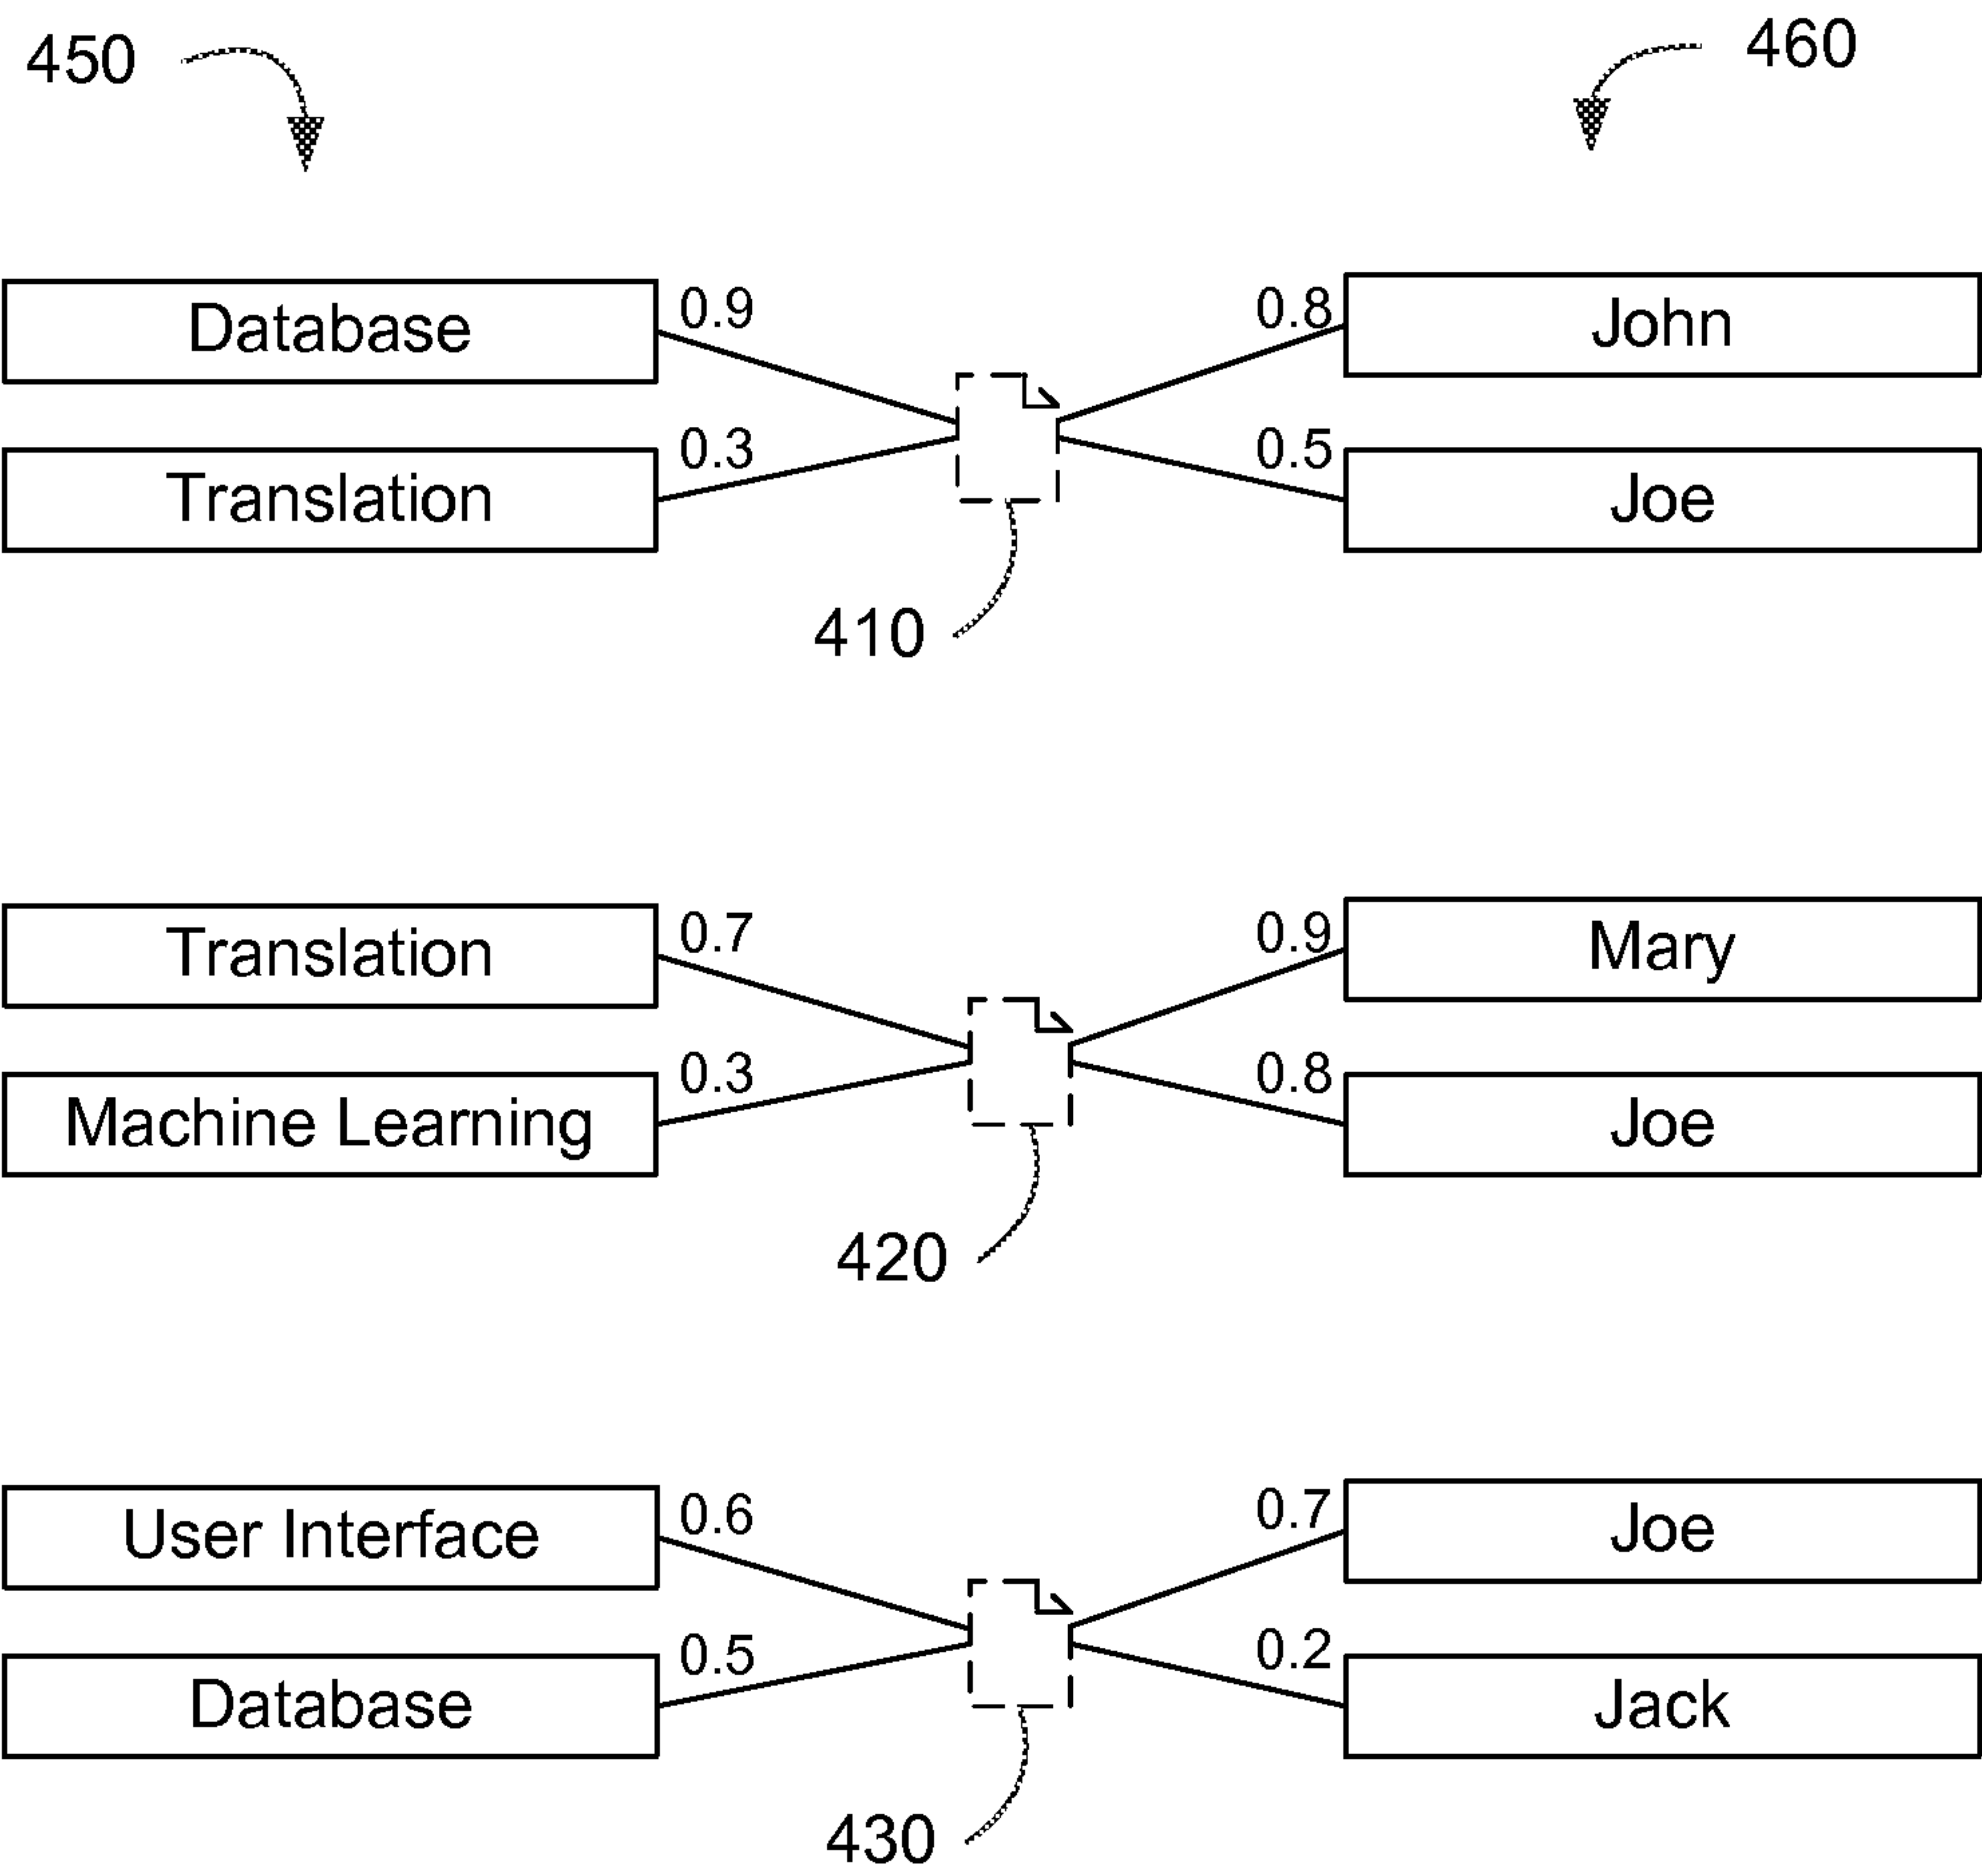 450
460
Database
0.9
0.8
John
Translation
0.3
0.5
Joe
410
Translation
0.7
0.9
Mary
Machine Learning
0.3
0.8
Joe
420
User Interface
0.6
0.7
Joe
Database
0.5
0.2
Jack
430